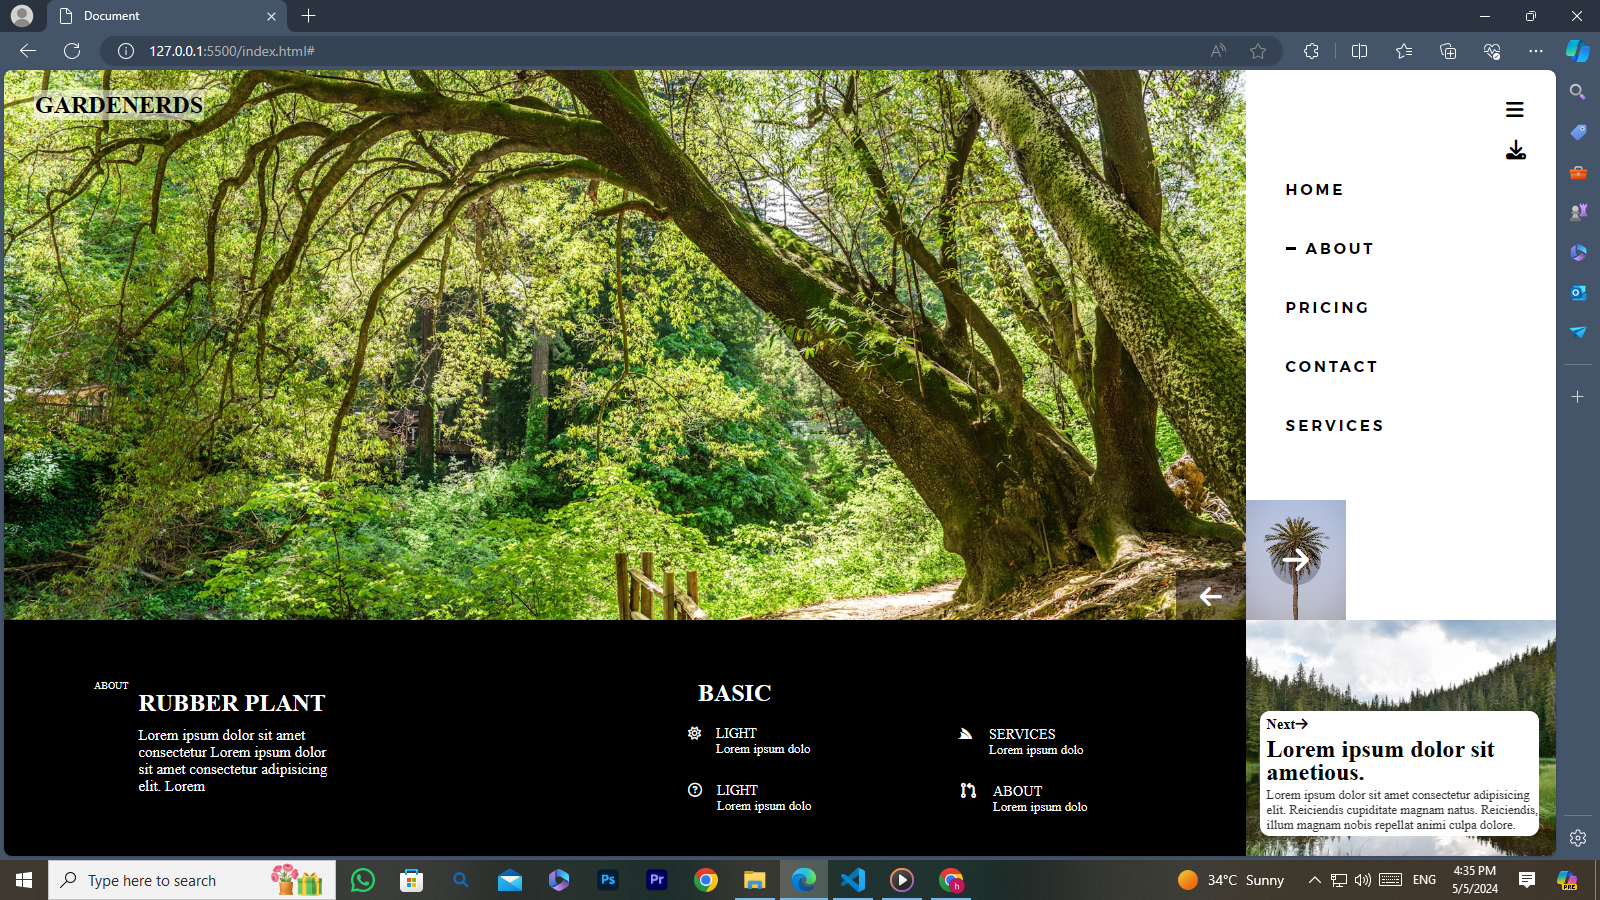 Document
127.0.0.1:5500/index.html#
GARDENERDS
HOME
ABOUT
PRICING
CONTACT
SERVICES
ABOUT
RUBBER PLANT
Lorem ipsum dolor sit amet
consectetur Lorem ipsum dolor
sit amet consectetur adipisicing
elit. Lorem
BASIC
LIGHT
Lorem ipsum dolo
SERVICES
Lorem ipsum dolo
LIGHT
Lorem ipsum dolo
ABOUT
Lorem ipsum dolo
Next
Lorem ipsum dolor sit
ametious.
Lorem ipsum dolor sit amet consectetur adipisicing
elit. Reiciendis cupiditate magnam natus. Reiciendis,
illum magnam nobis repellat animi culpa dolore.
Type here to search
Ps
Pr
h
34°C Sunny
ENG
4:35 PM
5/5/2024
PRE